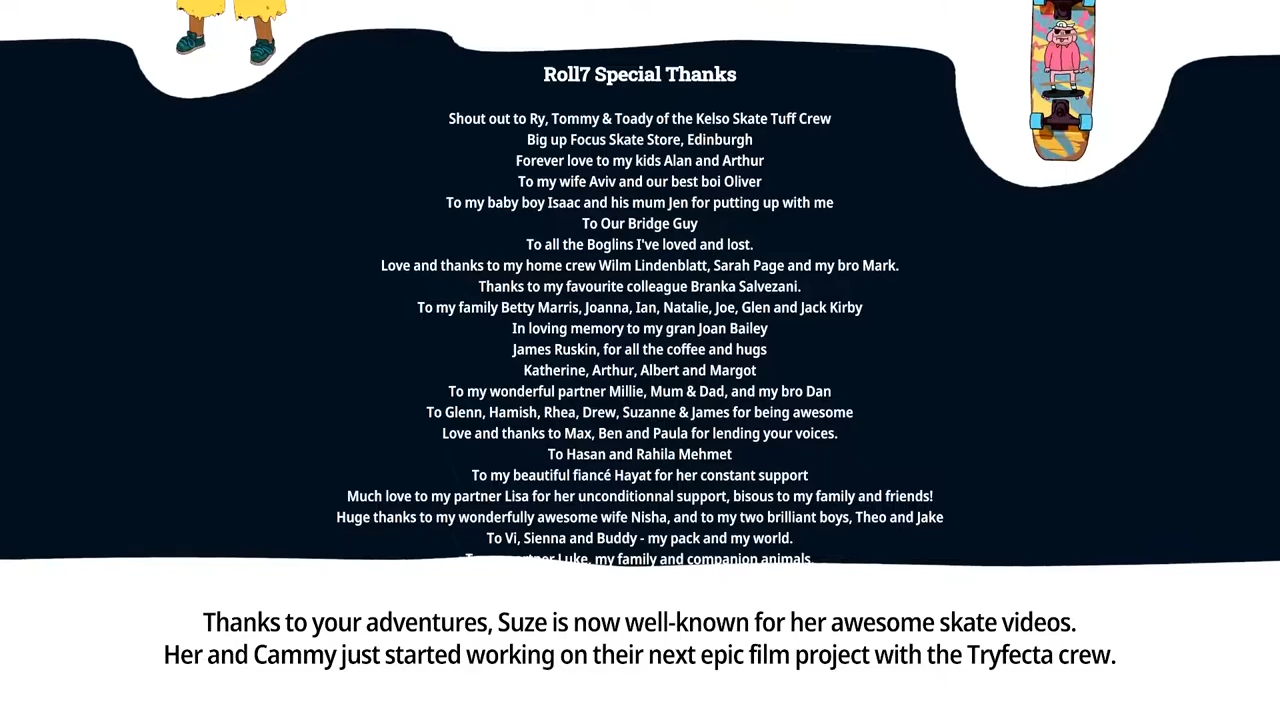 Roll7 Special Thanks
Shout out to Ry, Tommy & Toady of the Kelso Skate Tuff Crew
Big up Focus Skate Store, Edinburgh
Forever love to my kids Alan and Arthur
To my wife Aviv and our best boi Oliver
To my baby boy Isaac and his mum Jen for putting up with me
To Our Bridge Guy
To all the Boglins I've loved and lost.
Love and thanks to my home crew Wilm Lindenblatt, Sarah Page and my bro Mark.
Thanks to my favourite colleague Branka Salvezani.
To my family Betty Marris, Joanna, Ian, Natalie, Joe, Glen and Jack Kirby
In loving memory to my gran Joan Bailey
James Ruskin, for all the coffee and hugs
Katherine, Arthur, Albert and Margot
To my wonderful partner Millie, Mum & Dad, and my bro Dan
To Glenn, Hamish, Rhea, Drew, Suzanne & James for being awesome
Love and thanks to Max, Ben and Paula for lending your voices.
To Hasan and Rahila Mehmet
To my beautiful fiancé Hayat for her constant support
Much love to my partner Lisa for her unconditionnal support, bisous to my family and friends!
Huge thanks to my wonderfully awesome wife Nisha, and to my two brilliant boys, Theo and Jake
To Vi, Sienna and Buddy - my pack and my world.
Luke, my family and companion animals.
Thanks to your adventures, Suze is now well-known for her awesome skate videos.
Her and Cammy just started working on their next epic film project with the Tryfecta crew.